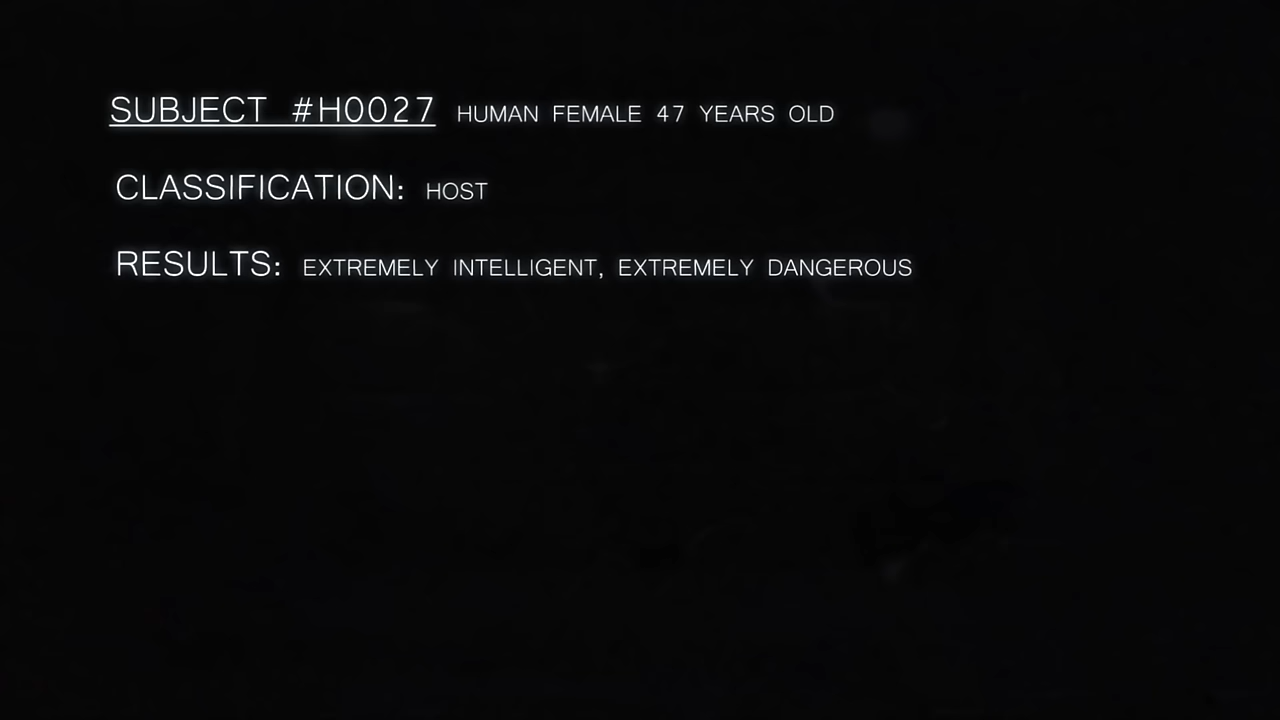 SUBJECT #H0027 HUMAN FEMALE 47 YEARS OLD
CLASSIFICATION: HOST
RESULTS: EXTREMELY INTELLIGENT, EXTREMELY DANGEROUS